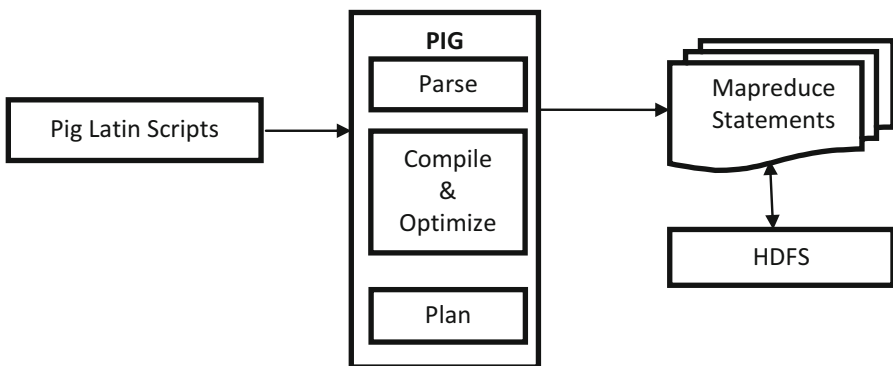 Pig Latin Scripts
PIG
Parse
Compile
&
Optimize
Plan
Mapreduce
Statements
HDFS